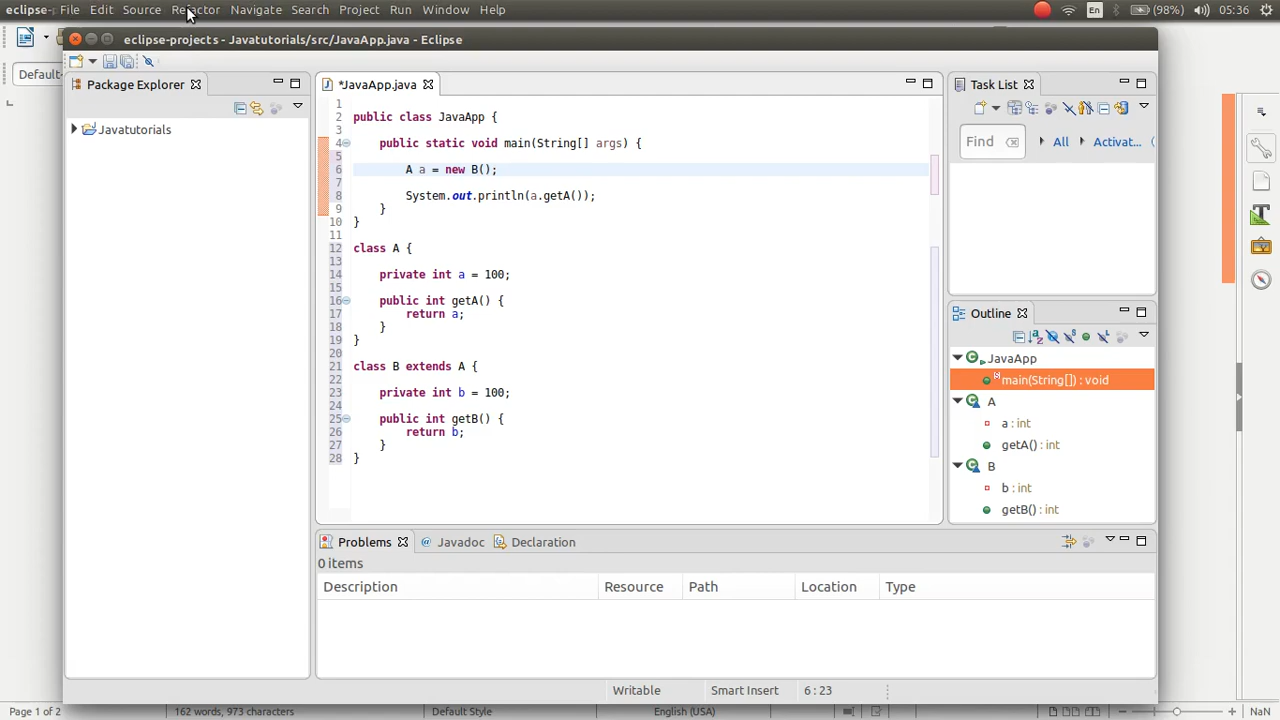 eclipse- File Edit Source Refactor Navigate Search Project Run Window Help En (98%) 05:36
eclipse-projects - Javatutorials/src/JavaApp.java - Eclipse
Default-
Package Explorer
Javatutorials
*JavaApp.java
1
2 public class JavaApp {
3
4 public static void main(String[] args) {
5
6 A a = new B();
7
8 System.out.println(a.getA());
9 }
10 }
11
12 class A {
13
14 private int a = 100;
15
16 public int getA() {
17 return a;
18 }
19 }
20
21 class B extends A {
22
23 private int b = 100;
24
25 public int getB() {
26 return b;
27 }
28 }
Task List
Find All Activat...
Outline
JavaApp
main(String[]) : void
A
a : int
getA() : int
B
b : int
getB() : int
Problems Javadoc Declaration
0 items
Description Resource Path Location Type
Writable Smart Insert 6 : 23
Page 1 of 2 162 words, 973 characters Default Style English (USA) NaN